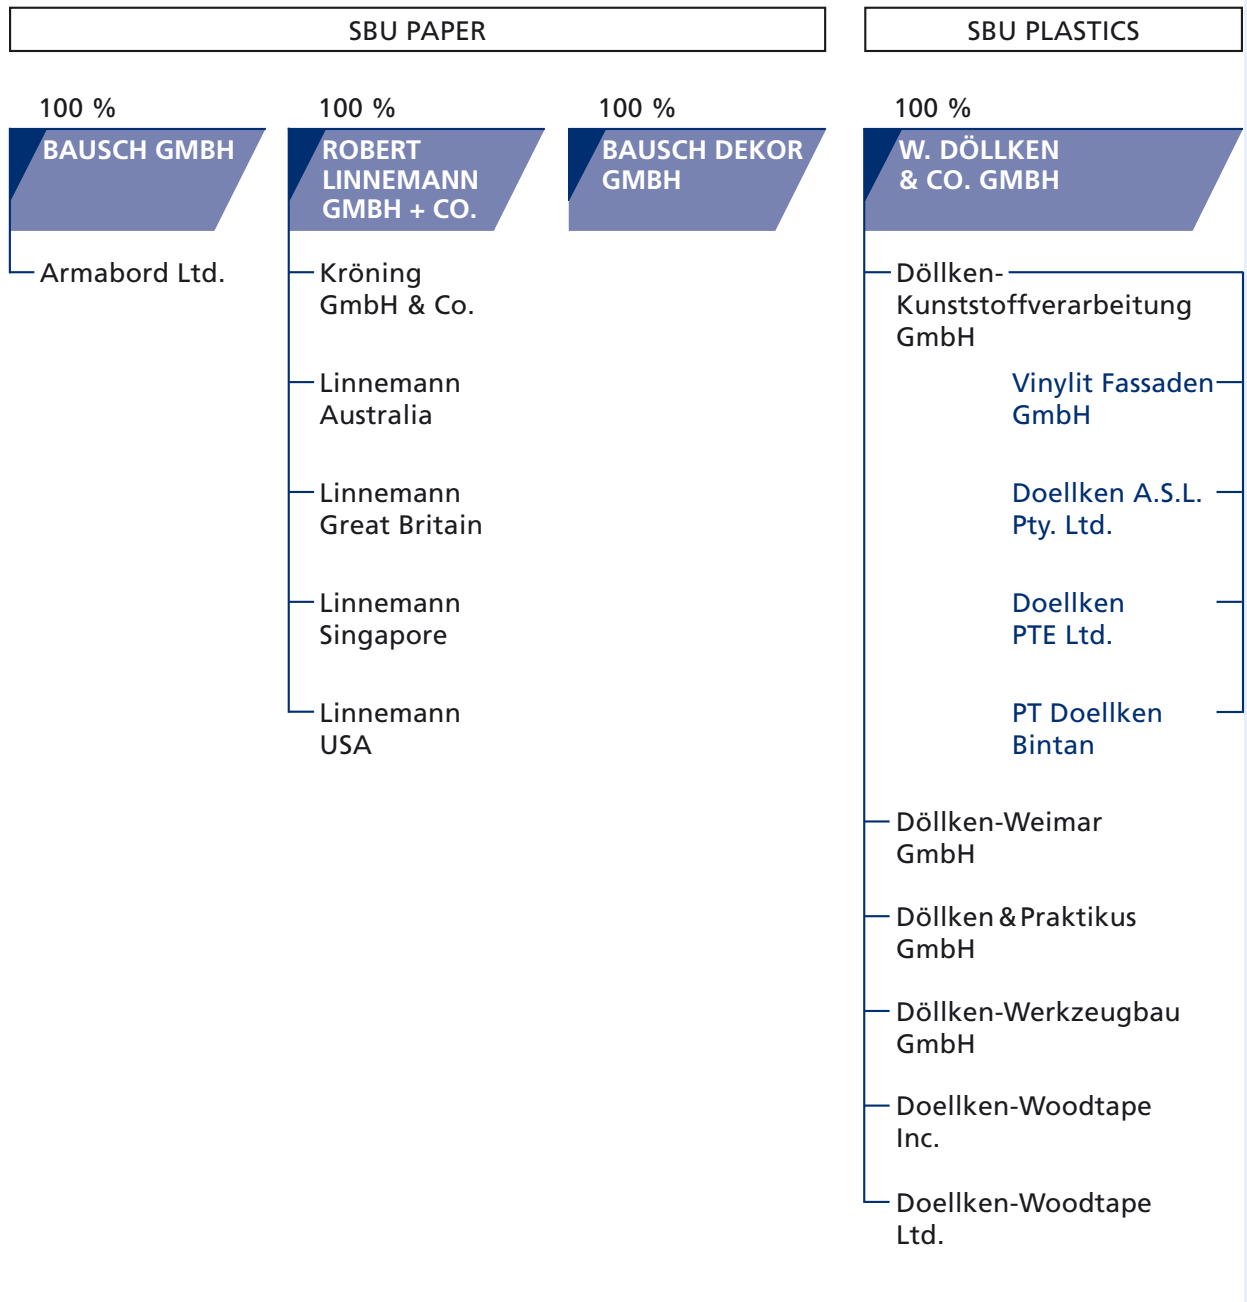 SBU PAPER
100 %
BAUSCH GMBH
Armabord Ltd.
100 %
ROBERT
LINNEMANN
GMBH + CO.
Kröning
GmbH & Co.
Linnemann
Australia
Linnemann
Great Britain
Linnemann
Singapore
Linnemann
USA
100 %
BAUSCH DEKOR
GMBH
SBU PLASTICS
100 %
W. DÖLLKEN
& CO. GMBH
Döllken-
Kunststoffverarbeitung
GmbH
Vinylit Fassaden
GmbH
Doellken A.S.L.
Pty. Ltd.
Doellken
PTE Ltd.
PT Doellken
Bintan
Döllken-Weimar
GmbH
Döllken & Praktikus
GmbH
Döllken-Werkzeugbau
GmbH
Doellken-Woodtape
Inc.
Doellken-Woodtape
Ltd.